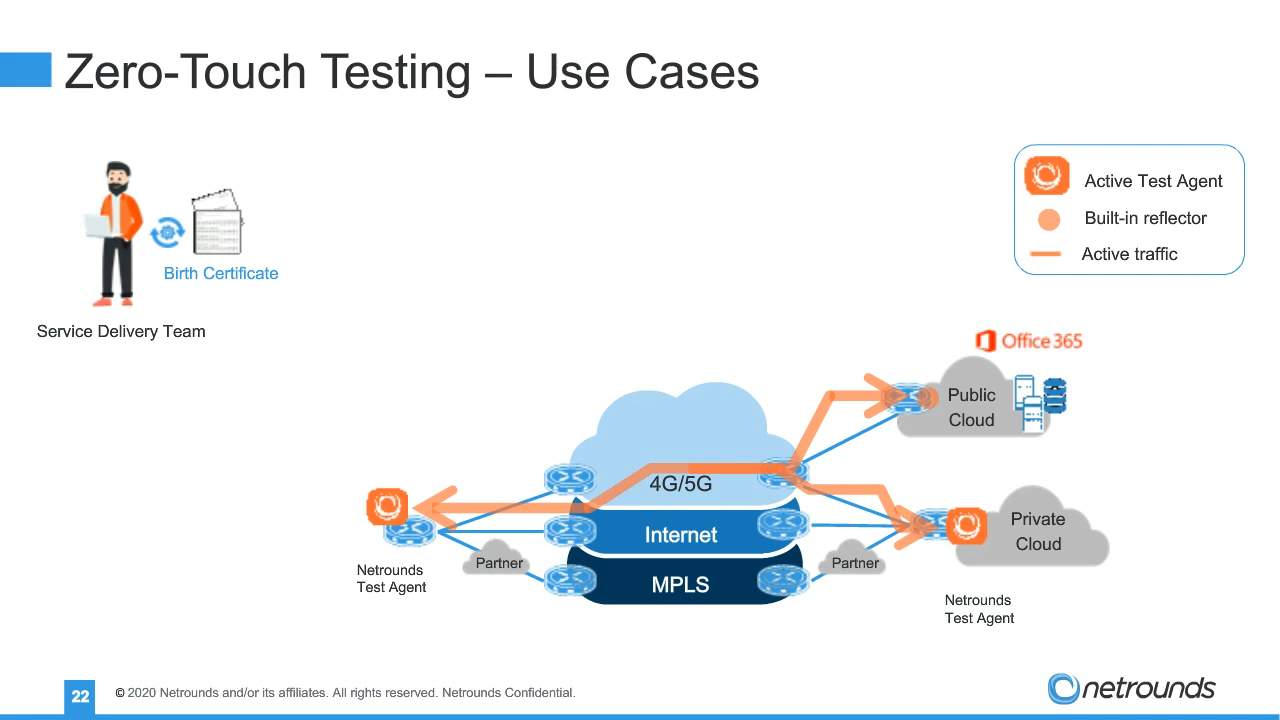 Zero-Touch Testing – Use Cases
Birth Certificate
Service Delivery Team
Active Test Agent
Built-in reflector
Active traffic
Office 365
Public
Cloud
4G/5G
Internet
MPLS
Partner
Partner
Private
Cloud
Netrounds
Test Agent
Netrounds
Test Agent
22
© 2020 Netrounds and/or its affiliates. All rights reserved. Netrounds Confidential.
netrounds